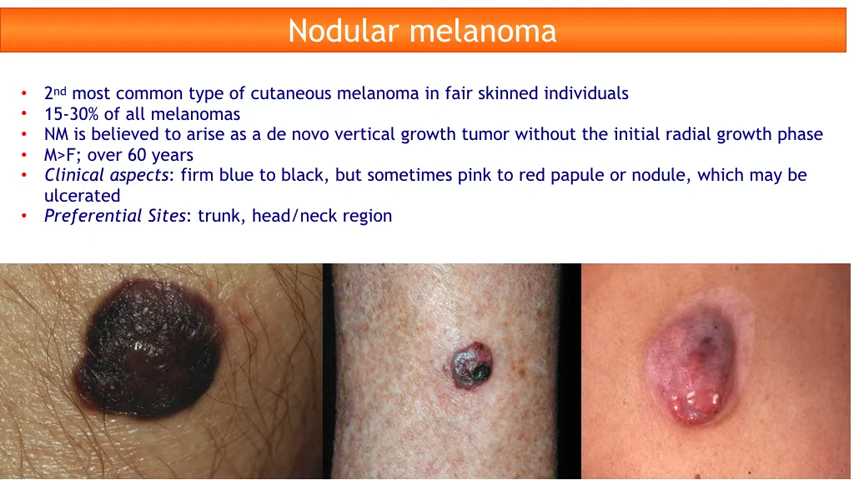 Nodular melanoma
• 2nd most common type of cutaneous melanoma in fair skinned individuals
• 15-30% of all melanomas
• NM is believed to arise as a de novo vertical growth tumor without the initial radial growth phase
• M>F; over 60 years
• Clinical aspects: firm blue to black, but sometimes pink to red papule or nodule, which may be
ulcerated
• Preferential Sites: trunk, head/neck region